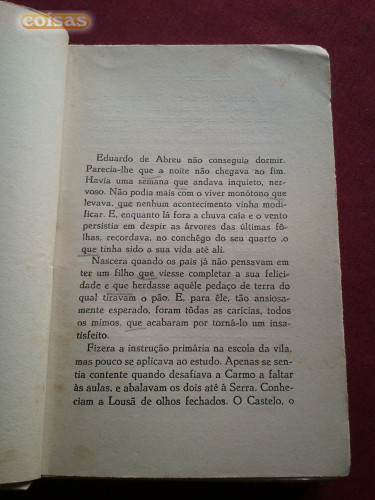 coisas
Eduardo de Abreu não conseguia dormir.
Parecia-lhe que a noite não chegava ao fim.
Havia uma semana que andava inquieto, ner-
voso. Não podia mais com o viver monótono que
levava, que nenhum acontecimento vinha modi-
ficar. E, enquanto lá fora a chuva caía e o vento
persistia em despir as árvores das últimas fô-
lhas, recordava, no conchêgo do seu quarto ,o
que tinha sido a sua vida até ali.
Nascera quando os pais já não pensavam em
ter um filho que viesse completar a sua felici-
dade e que herdasse aquêle pedaço de terra do
qual tiravam o pão. E, para êle, tão ansiosa-
mente esperado, foram tôdas as carícias, todos
os mimos, que acabaram por torná-lo um insa-
tisfeito.
Fizera a instrução primária na escola da vila,
mas pouco se aplicava ao estudo. Apenas-se sen-
tia contente quando desafiava a Carmo a faltar
às aulas, e abalavam os dois até à Serra. Conhe-
ciam a Lousã de olhos fechados. O Castelo, o